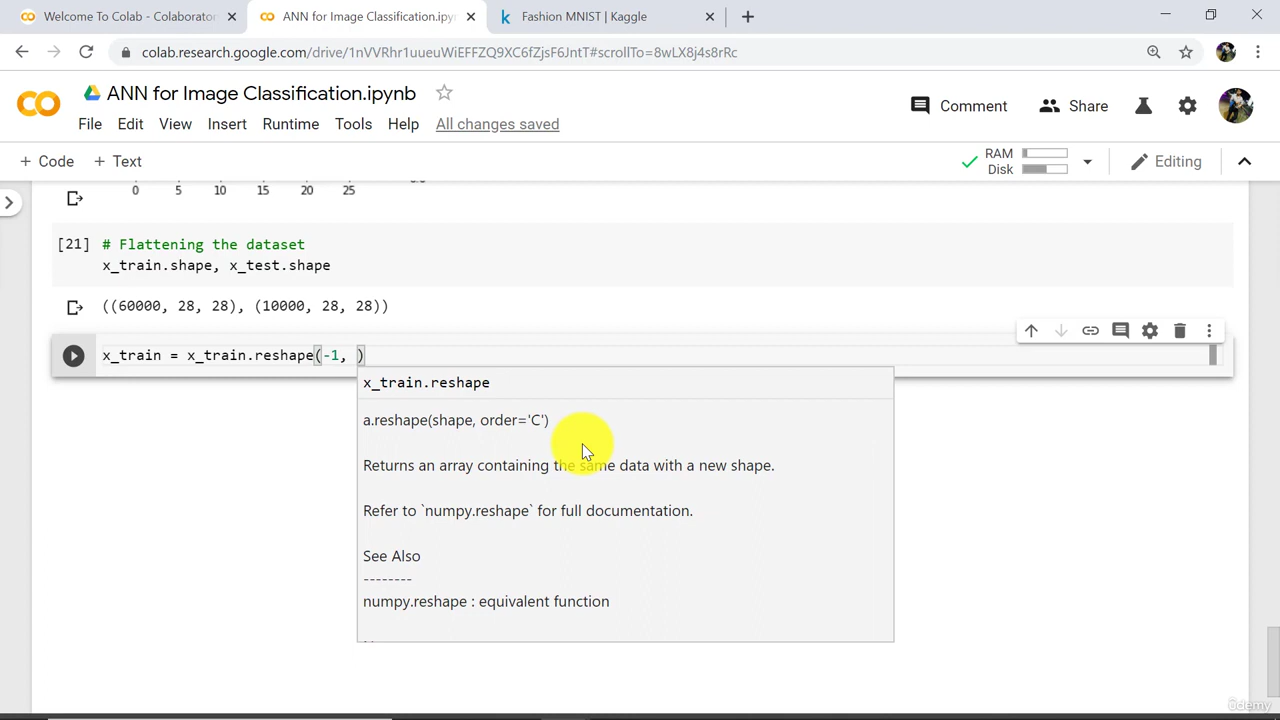 Welcome To Colab - Colaborator
ANN for Image Classification.ipyn
Fashion MNIST | Kaggle
colab.research.google.com/drive/1nVVRhr1uueuWiEFFZQ9XC6fZjsF6JntT#scrollTo=8wLX8j4s8rRc
ANN for Image Classification.ipynb
Comment
Share
File Edit View Insert Runtime Tools Help All changes saved
+ Code + Text
RAM
Disk
Editing
0 5 10 15 20 25
[21] # Flattening the dataset
x_train.shape, x_test.shape
((60000, 28, 28), (10000, 28, 28))
x_train = x_train.reshape(-1, )
x_train.reshape
a.reshape(shape, order='C')
Returns an array containing the same data with a new shape.
Refer to `numpy.reshape` for full documentation.
See Also
--------
numpy.reshape : equivalent function
ûdemy